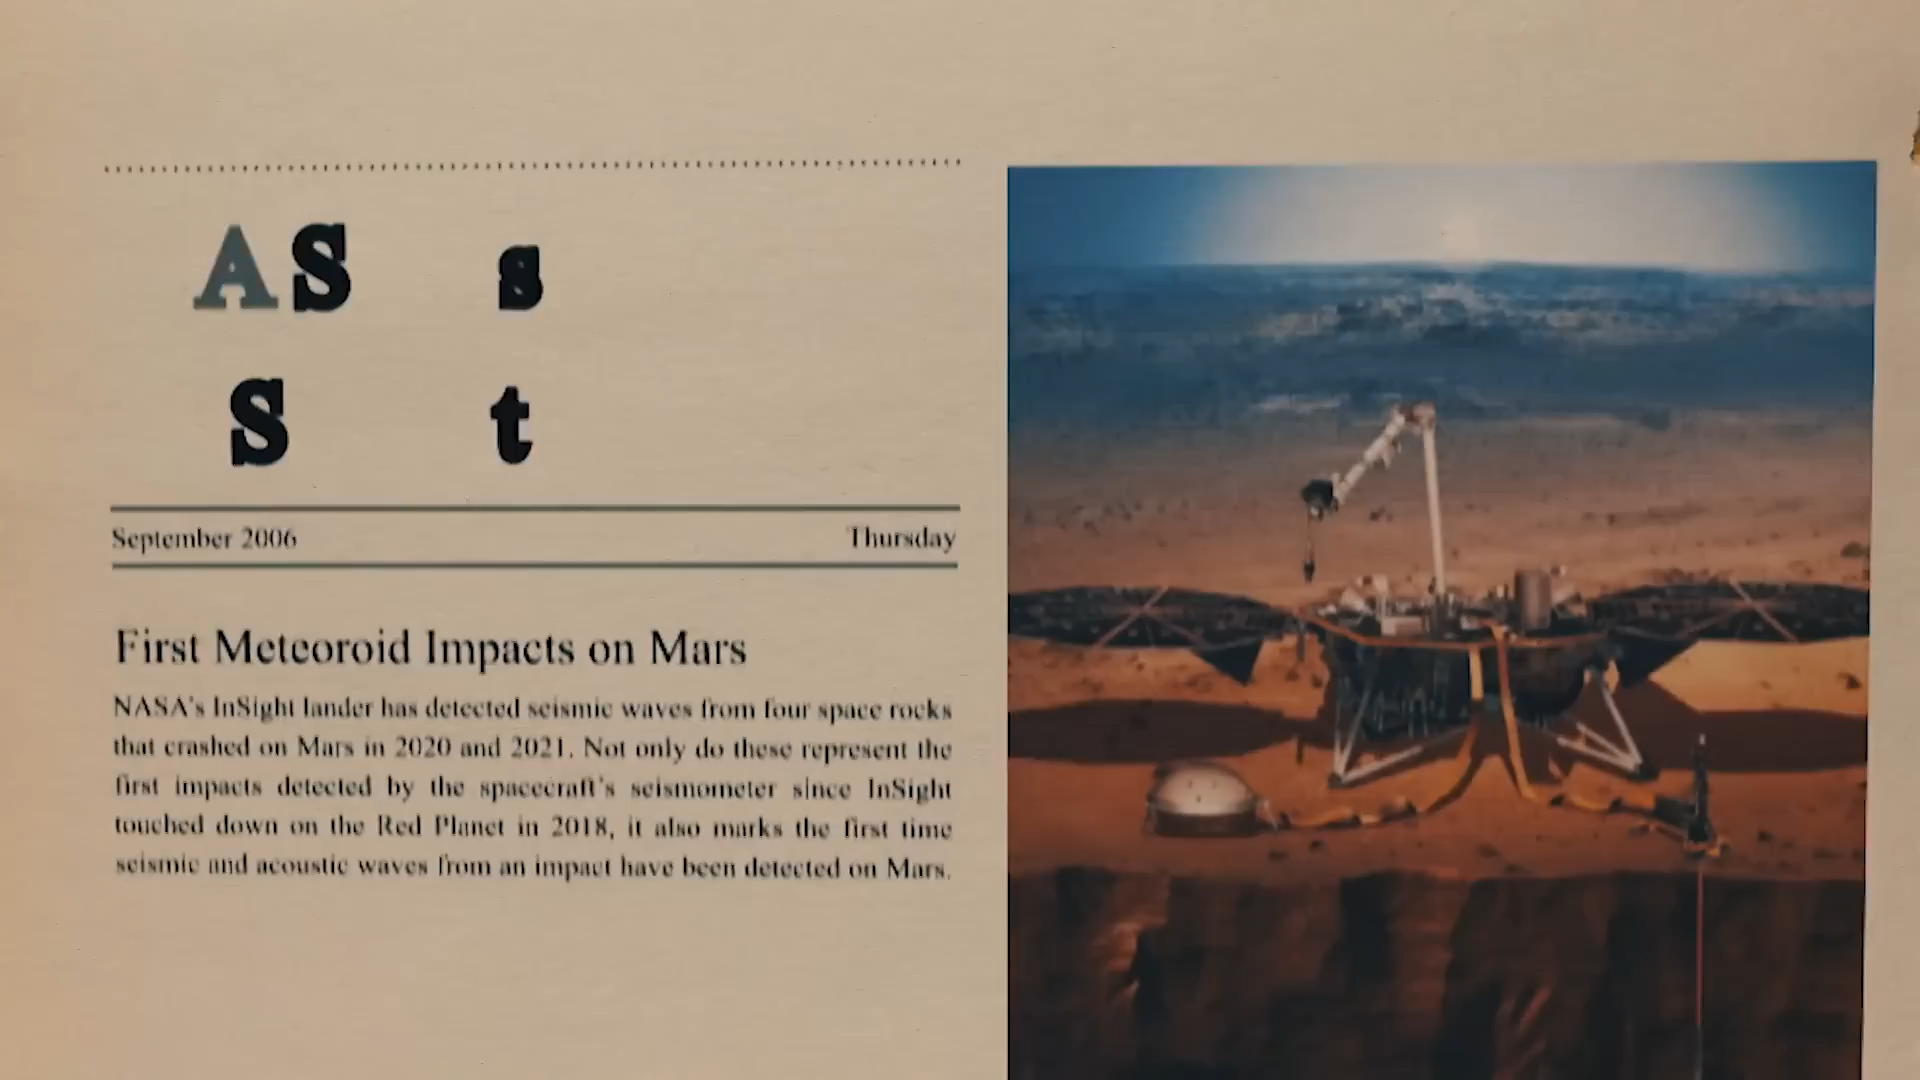 AS s
S t
September 2006 Thursday
First Meteoroid Impacts on Mars
NASA's InSight lander has detected seismic waves from four space rocks
that crashed on Mars in 2020 and 2021. Not only do these represent the
first impacts detected by the spacecraft's seismometer since InSight
touched down on the Red Planet in 2018, it also marks the first time
seismic and acoustic waves from an impact have been detected on Mars.